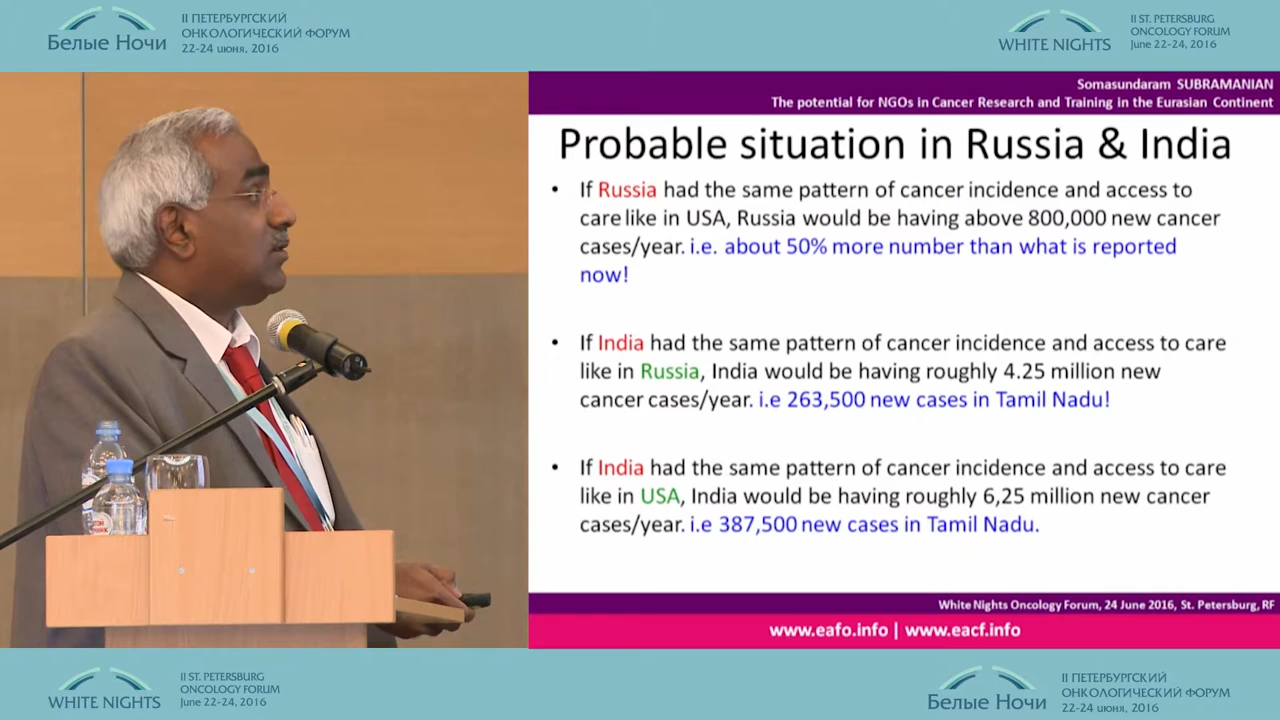 II ПЕТЕРБУРГСКИЙ
ОНКОЛОГИЧЕСКИЙ ФОРУМ
Белые Ночи
22-24 июня, 2016
II ST. PETERSBURG
ONCOLOGY FORUM
WHITE NIGHTS
June 22-24, 2016
Somasundaram SUBRAMANIAN
The potential for NGOs in Cancer Research and Training in the Eurasian Continent
Probable situation in Russia & India
• If Russia had the same pattern of cancer incidence and access to
care like in USA, Russia would be having above 800,000 new cancer
cases/year. i.e. about 50% more number than what is reported
now!
• If India had the same pattern of cancer incidence and access to care
like in Russia, India would be having roughly 4.25 million new
cancer cases/year. i.e 263,500 new cases in Tamil Nadu!
• If India had the same pattern of cancer incidence and access to care
like in USA, India would be having roughly 6,25 million new cancer
cases/year. i.e 387,500 new cases in Tamil Nadu.
White Nights Oncology Forum, 24 June 2016, St. Petersburg, RF
www.eafo.info | www.eacf.info
II ST. PETERSBURG
ONCOLOGY FORUM
WHITE NIGHTS
June 22-24, 2016
II ПЕТЕРБУРГСКИЙ
ОНКОЛОГИЧЕСКИЙ ФОРУМ
Белые Ночи
22-24 июня, 2016